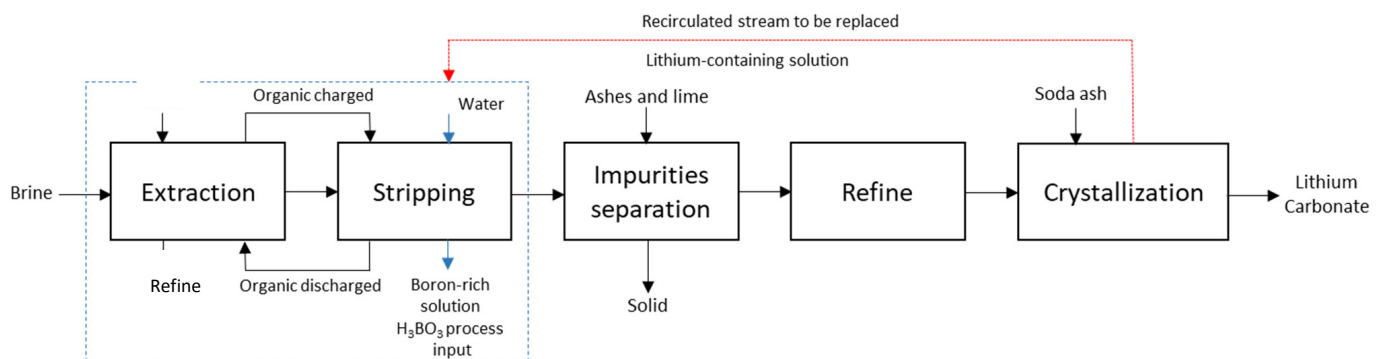 Recirculated stream to be replaced
Lithium-containing solution
Organic charged
Water
Ashes and lime
Soda ash
Brine
Extraction
Stripping
Impurities
separation
Refine
Crystallization
Lithium
Carbonate
Refine
Organic discharged
Boron-rich
solution
H₃BO₃ process
input
Solid